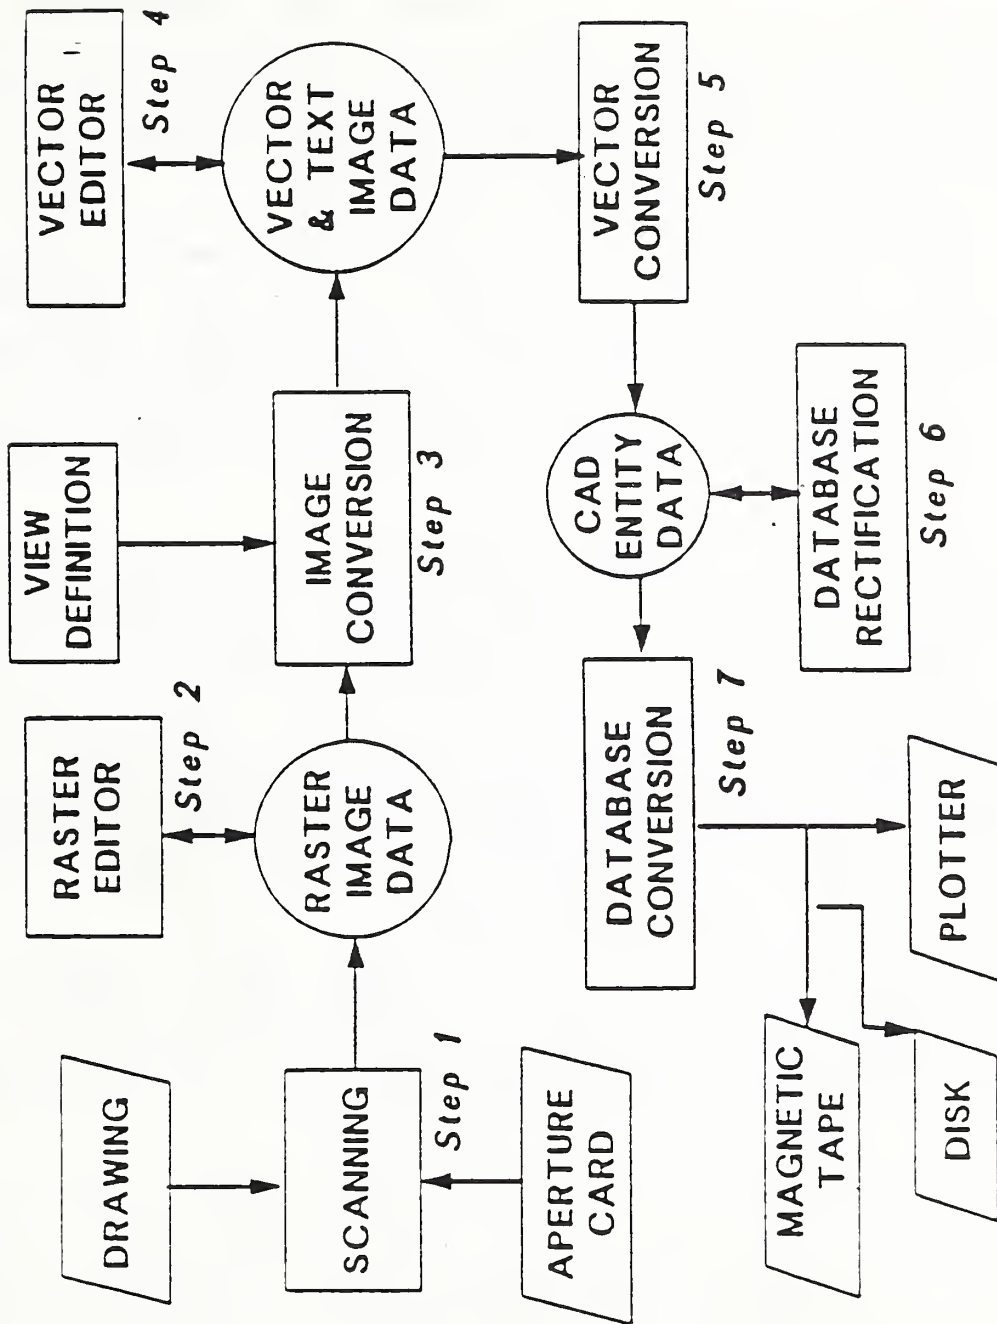 DRAWING
SCANNING
Step 1
APERTURE
CARD
RASTER
EDITOR
Step 2
RASTER
IMAGE
DATA
VIEW
DEFINITION
IMAGE
CONVERSION
Step 3
VECTOR
EDITOR
Step 4
VECTOR
& TEXT
IMAGE
DATA
VECTOR
CONVERSION
Step 5
CAD
ENTITY
DATA
DATABASE
RECTIFICATION
Step 6
DATABASE
CONVERSION
Step 7
MAGNETIC
TAPE
DISK
PLOTTER